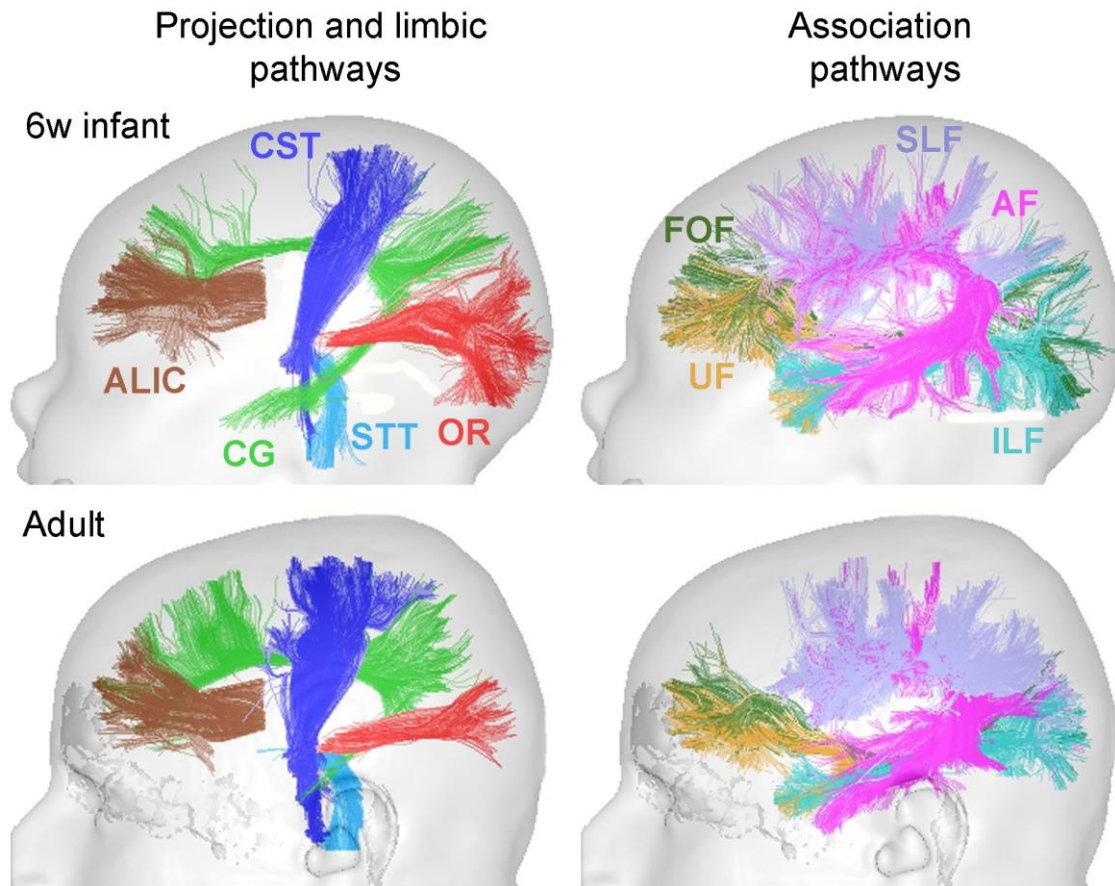 Projection and limbic
pathways
Association
pathways
6w infant
CST
ALIC
CG
STT
OR
SLF
AF
FOF
UF
ILF
Adult